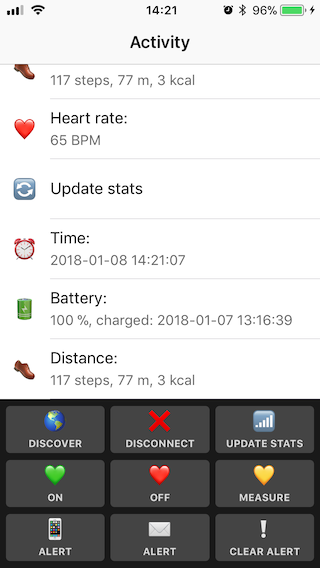 14:21
96%
Activity
117 steps, 77 m, 3 kcal
Heart rate:
65 BPM
Update stats
Time:
2018-01-08 14:21:07
Battery:
100 %, charged: 2018-01-07 13:16:39
Distance:
117 steps, 77 m, 3 kcal
DISCOVER
DISCONNECT
UPDATE STATS
ON
OFF
MEASURE
ALERT
ALERT
CLEAR ALERT